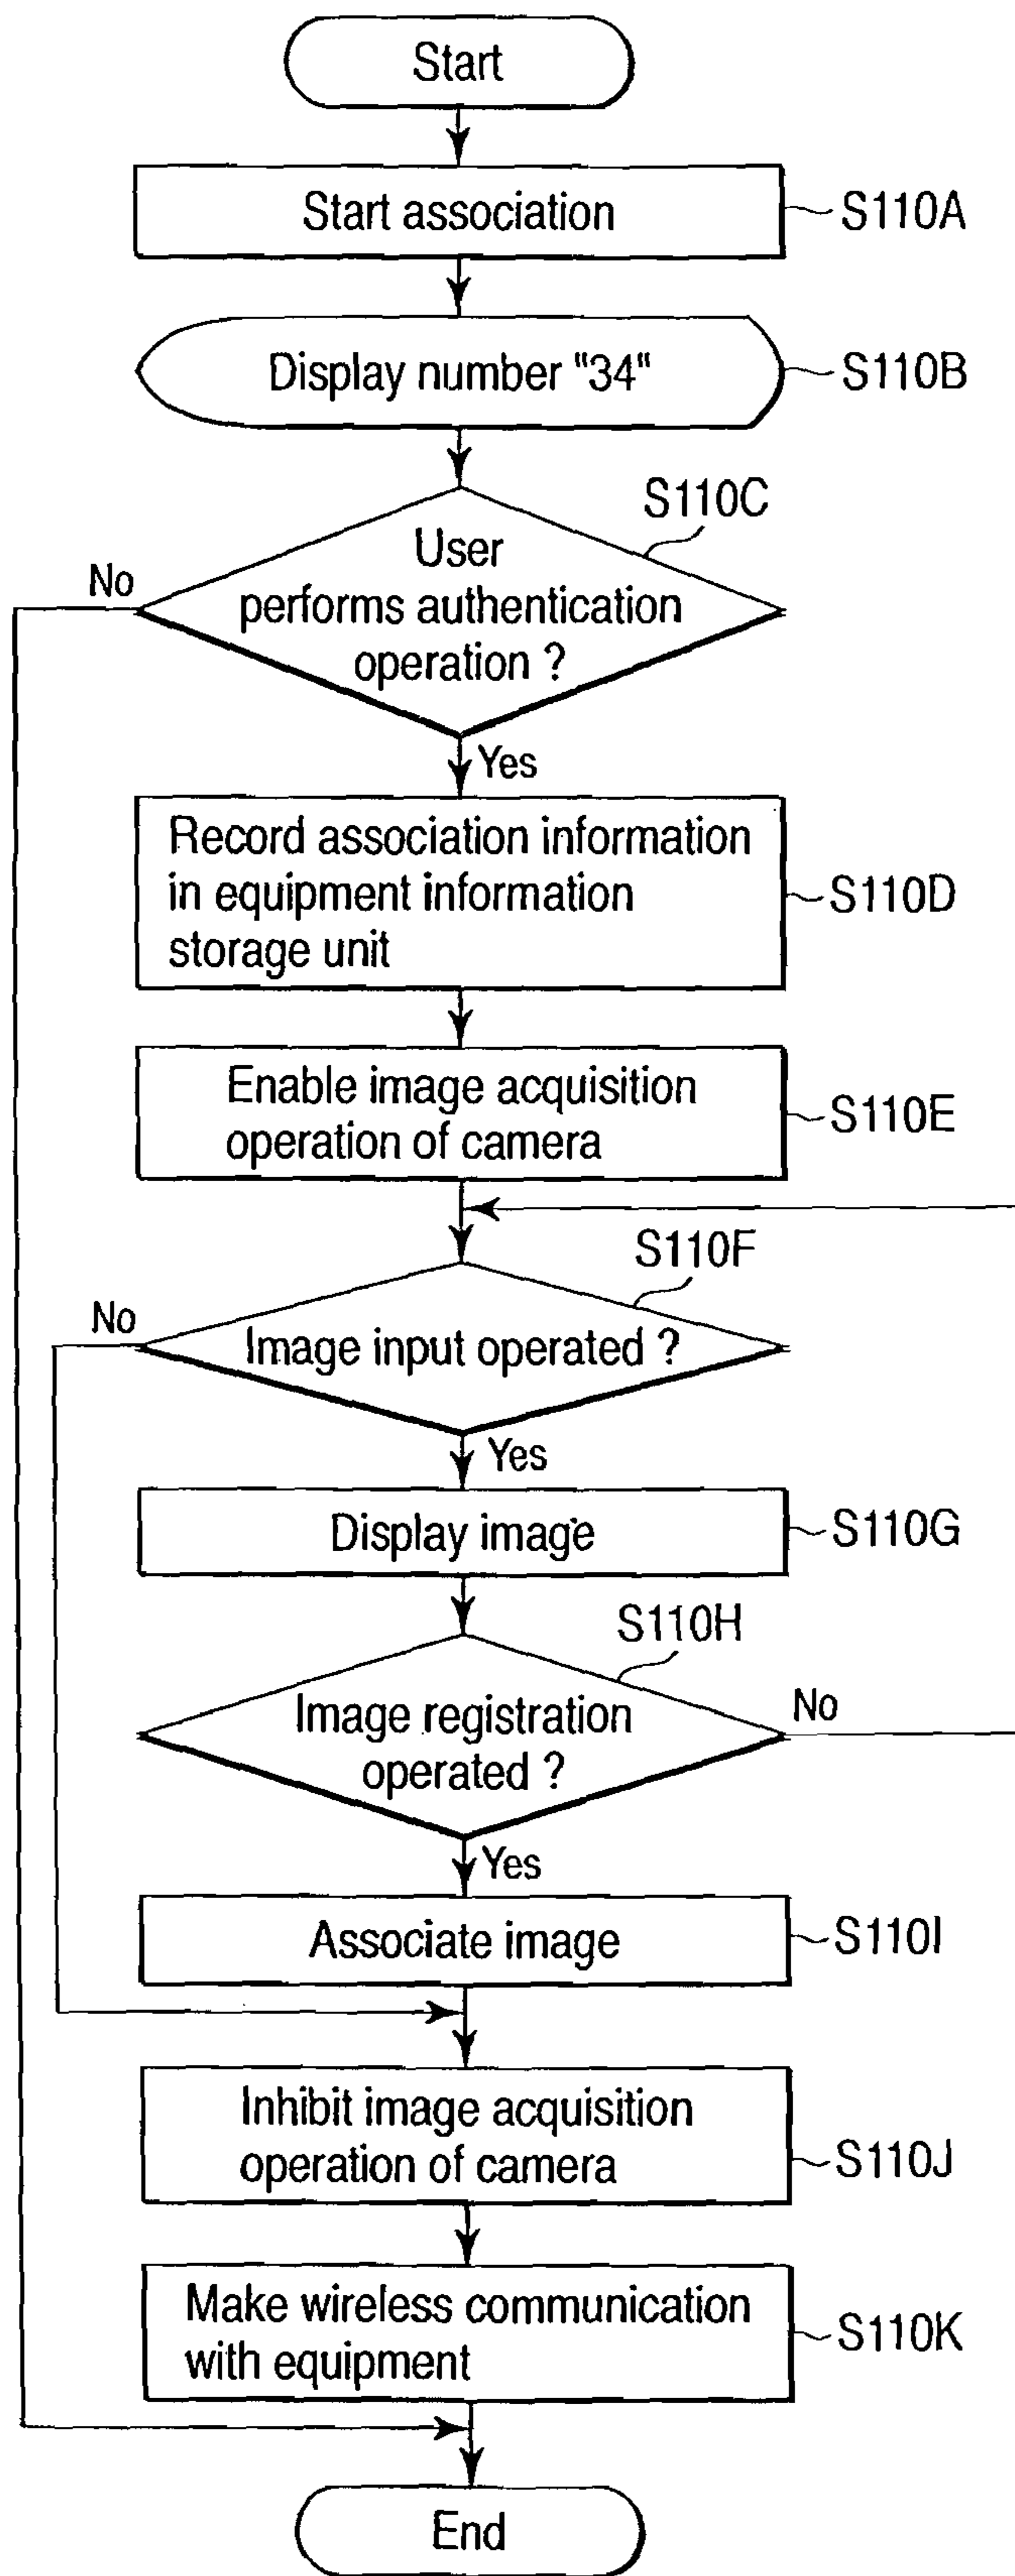 Start
Start association
S110A
Display number "34"
S110B
S110C
User
performs authentication
operation ?
No
Yes
Record association information
in equipment information
storage unit
S110D
Enable image acquisition
operation of camera
S110E
S110F
No
Image input operated ?
Yes
Display image
S110G
S110H
Image registration
operated ?
No
Yes
Associate image
S110I
Inhibit image acquisition
operation of camera
S110J
Make wireless communication
with equipment
S110K
End